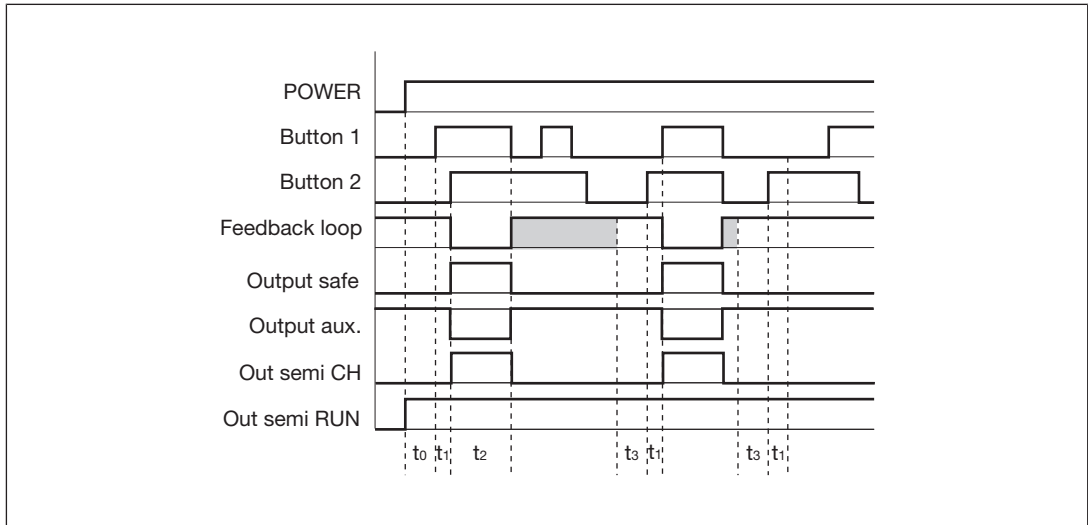 POWER
Button 1
Button 2
Feedback loop
Output safe
Output aux.
Out semi CH
Out semi RUN
t0 t1 t2 t3 t1 t3 t1